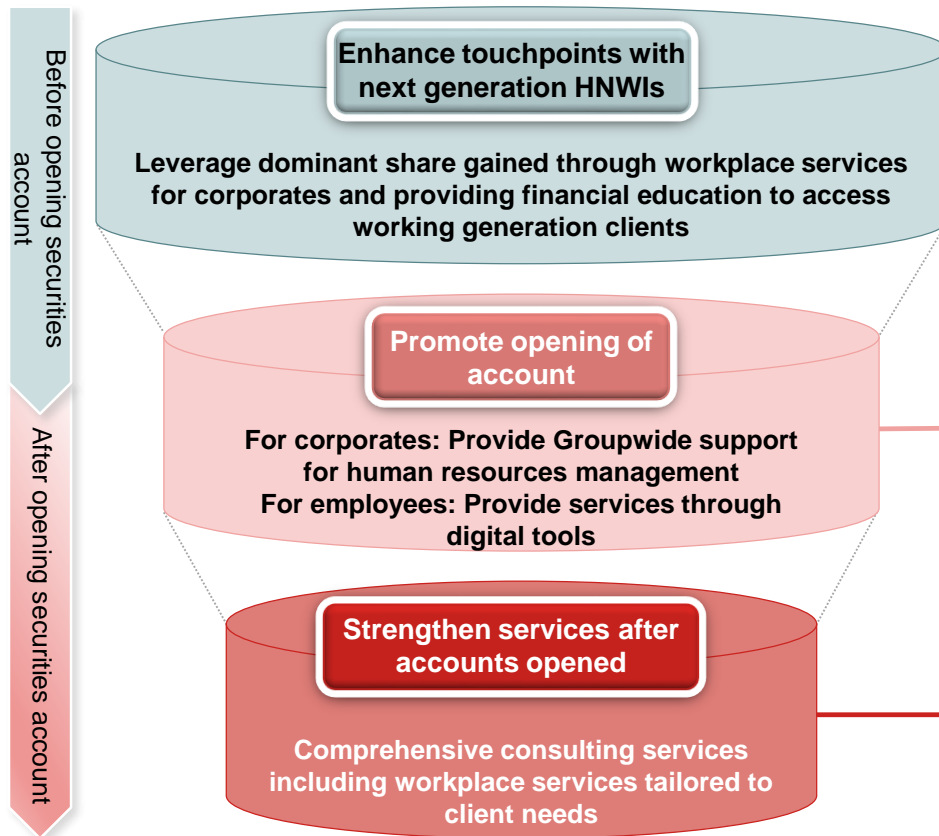 Before opening securities
account
Enhance touchpoints with
next generation HNWIs
Leverage dominant share gained through workplace services
for corporates and providing financial education to access
working generation clients
Promote opening of
account
For corporates: Provide Groupwide support
for human resources management
For employees: Provide services through
digital tools
After opening securities account
Strengthen services after
accounts opened
Comprehensive consulting services
including workplace services tailored to
client needs